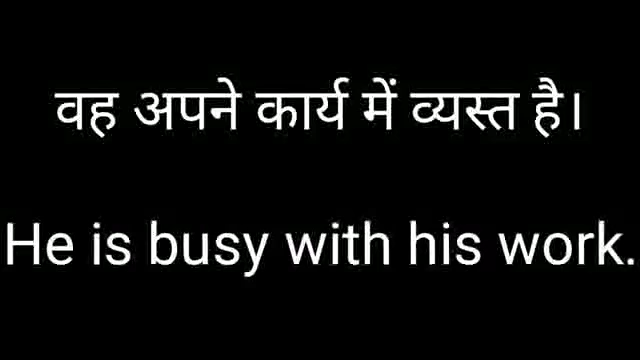 वह अपने कार्य में व्यस्त है।
He is busy with his work.